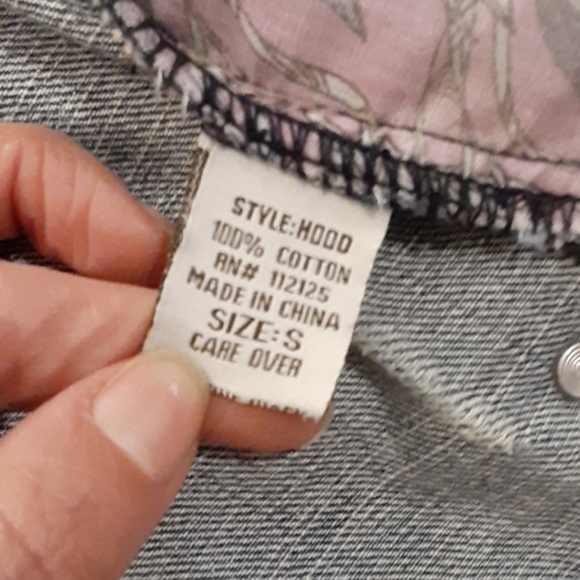 STYLE:HOOD
100% COTTON
RN# 112125
MADE IN CHINA
SIZE:S
CARE OVER